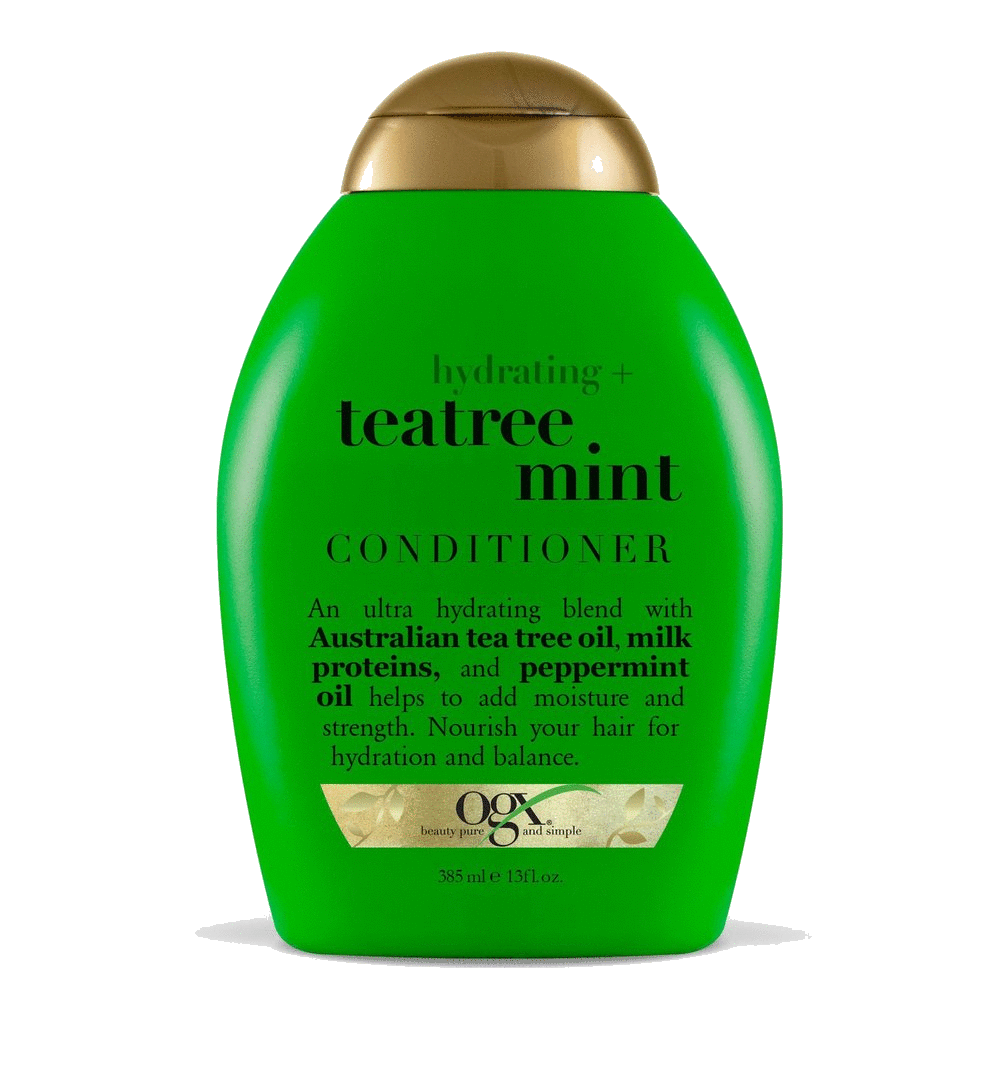 hydrating +
teatree
mint
CONDITIONER
An ultra hydrating blend with
Australian tea tree oil, milk
proteins, and peppermint
oil helps to add moisture and
strength. Nourish your hair for
hydration and balance.
ogx®
beauty pure and simple
385 ml e 13fl.oz.